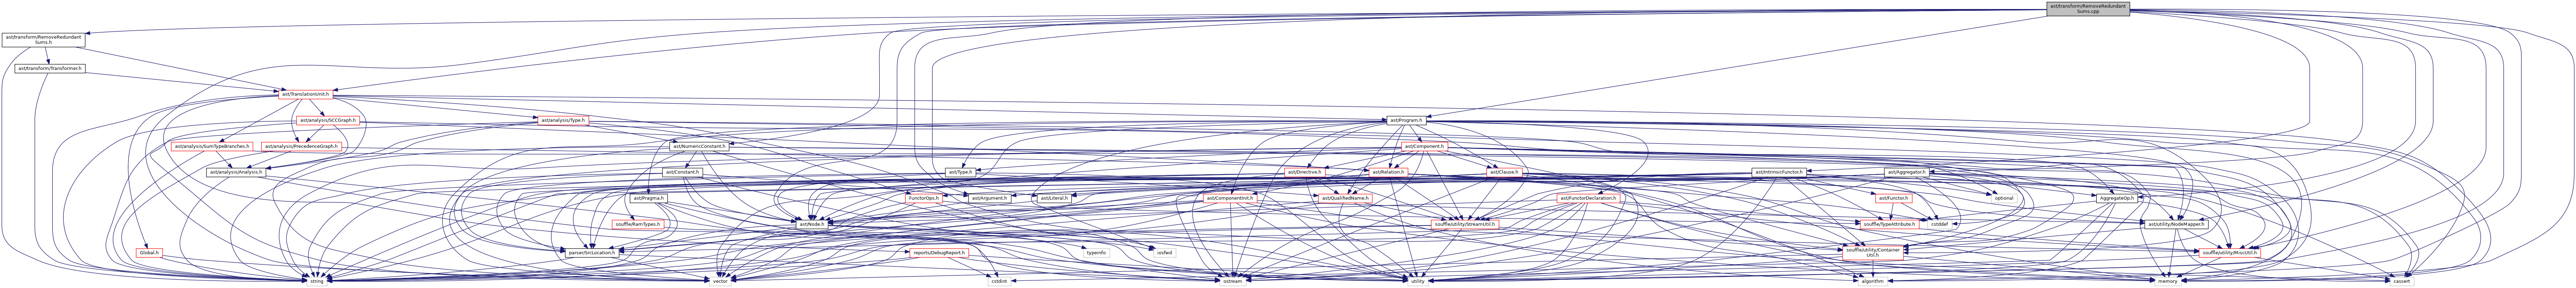 ast/transform/RemoveRedundant
Sums.cpp
ast/transform/RemoveRedundant
Sums.h
ast/transform/Transformer.h
ast/TranslationUnit.h
ast/analysis/SCCGraph.h
ast/analysis/Type.h
ast/Program.h
ast/analysis/SumTypeBranches.h
ast/analysis/PrecedenceGraph.h
ast/NumericConstant.h
ast/Component.h
ast/analysis/Analysis.h
ast/Constant.h
ast/Type.h
ast/Directive.h
ast/Relation.h
ast/Clause.h
ast/IntrinsicFunctor.h
ast/Aggregator.h
ast/Pragma.h
FunctorOps.h
ast/Argument.h
ast/Literal.h
ast/ComponentInit.h
ast/QualifiedName.h
ast/FunctorDeclaration.h
ast/Functor.h
optional
AggregateOp.h
souffle/RamTypes.h
ast/Node.h
souffle/utility/StreamUtil.h
souffle/TypeAttribute.h
cstddef
ast/utility/NodeMapper.h
Global.h
parser/SrcLocation.h
reports/DebugReport.h
typeinfo
iosfwd
souffle/utility/Container
Util.h
souffle/utility/MiscUtil.h
string
vector
cstdint
ostream
utility
algorithm
memory
cassert